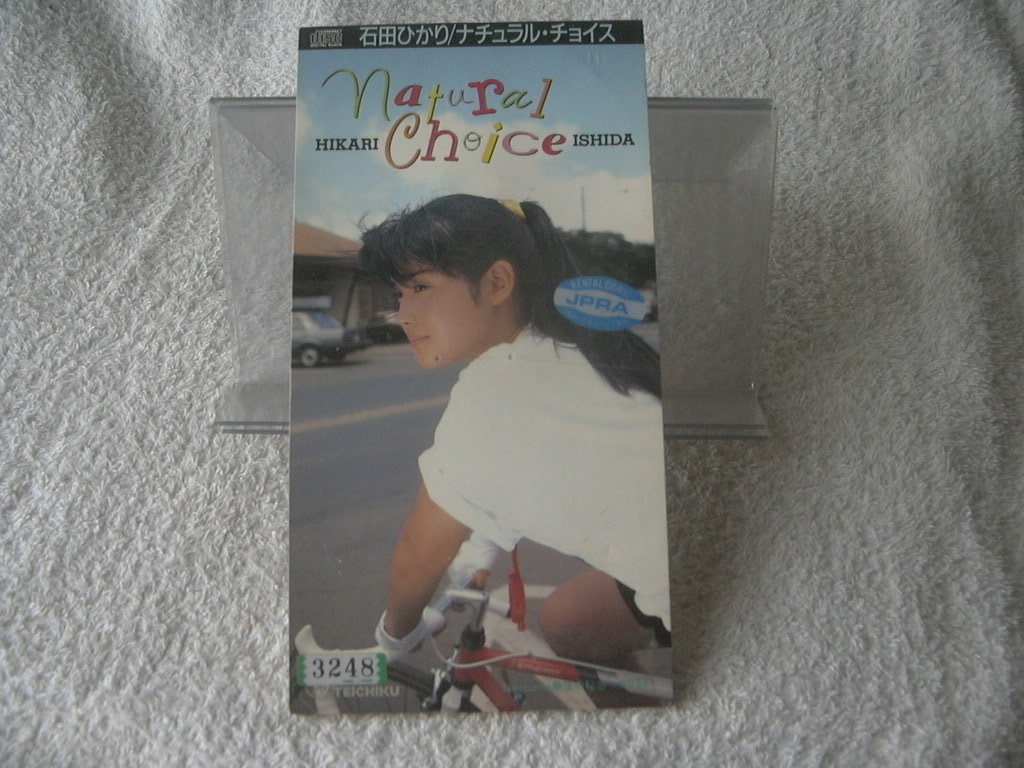 石田ひかり/ナチュラル・チョイス
Natural
HIKARI Choice ISHIDA
JPRA
3248
TEICHIKU